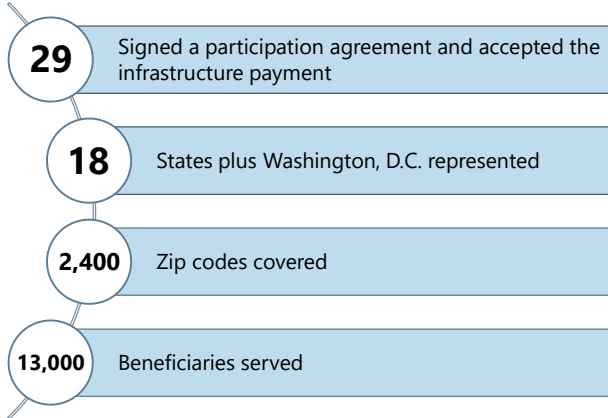 29
Signed a participation agreement and accepted the
infrastructure payment
18
States plus Washington, D.C. represented
2,400
Zip codes covered
13,000
Beneficiaries served